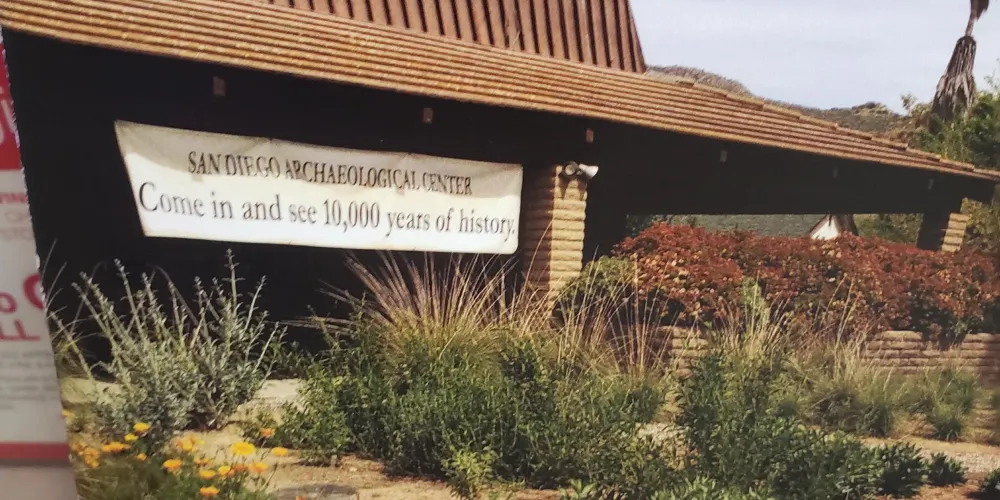 SAN DIEGO ARCHAEOLOGICAL CENTER
Come in and see 10,000 years of history.